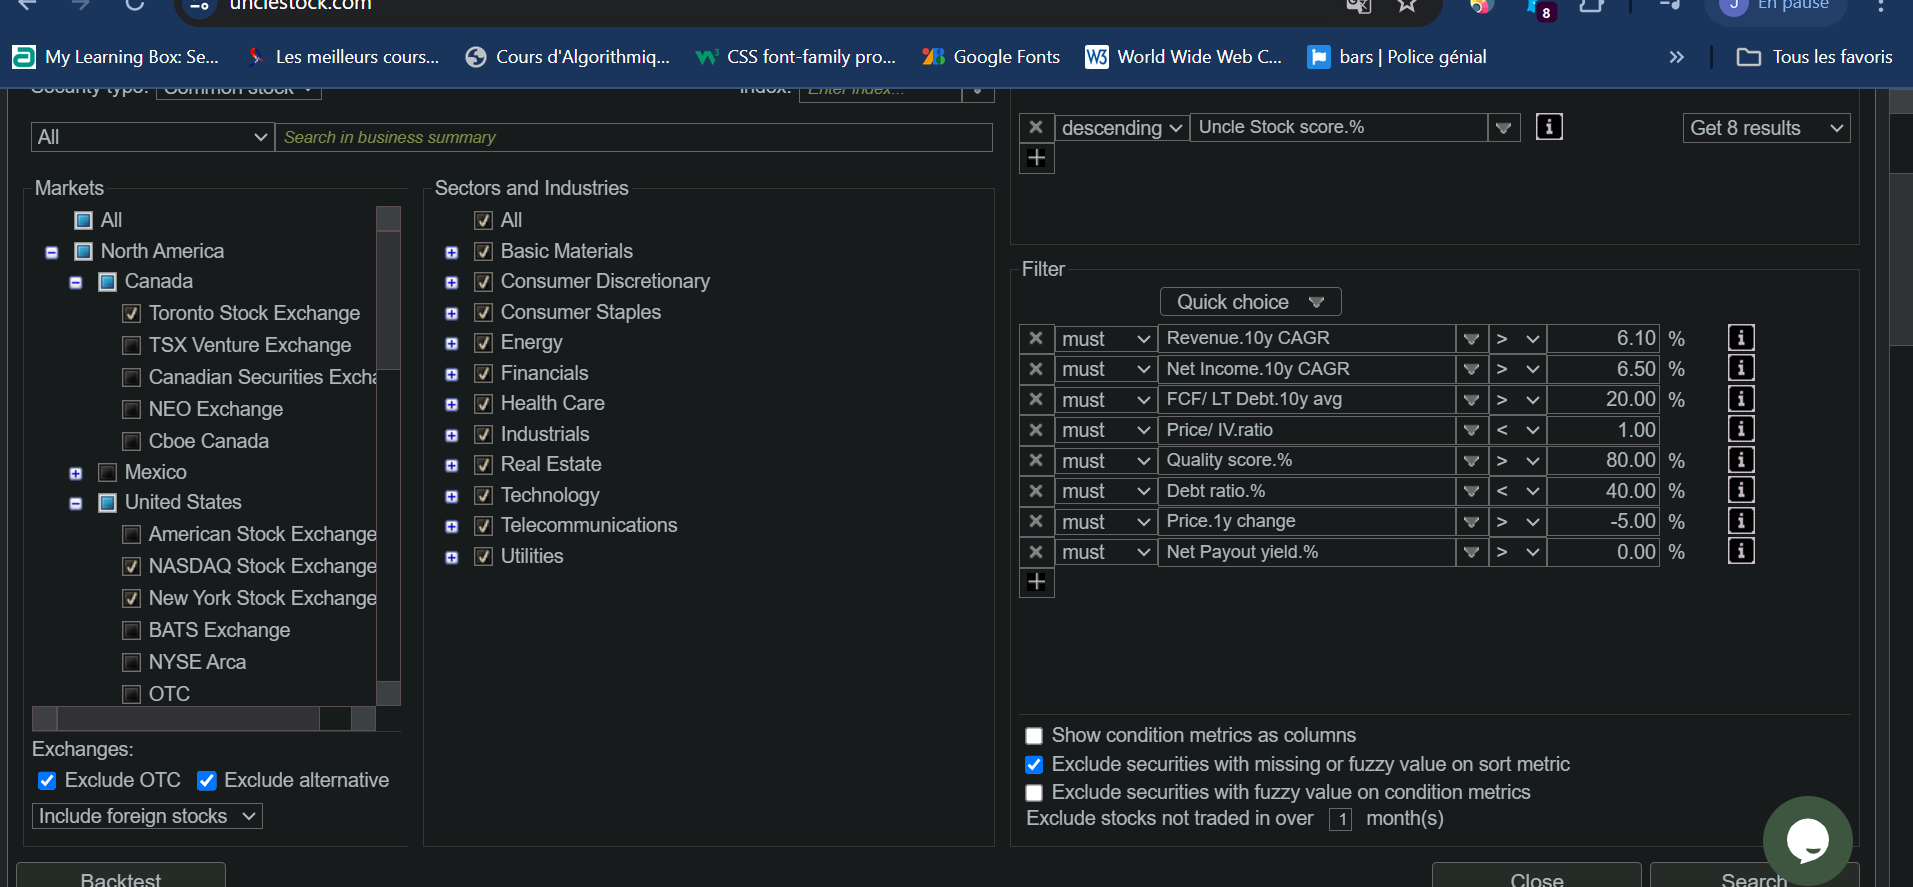 unclestock.com
8
J
En pause
My Learning Box: Se...
Les meilleurs cours...
Cours d'Algorithmiq...
CSS font-family pro...
Google Fonts
World Wide Web C...
bars | Police génial
»
Tous les favoris
Security type: Common stock
Index: Enter index...
All
Search in business summary
descending
Uncle Stock score.%
Get 8 results
Markets
All
North America
Canada
Toronto Stock Exchange
TSX Venture Exchange
Canadian Securities Excha
NEO Exchange
Cboe Canada
Mexico
United States
American Stock Exchange
NASDAQ Stock Exchange
New York Stock Exchange
BATS Exchange
NYSE Arca
OTC
Exchanges:
Exclude OTC
Exclude alternative
Include foreign stocks
Sectors and Industries
All
Basic Materials
Consumer Discretionary
Consumer Staples
Energy
Financials
Health Care
Industrials
Real Estate
Technology
Telecommunications
Utilities
Filter
Quick choice
must Revenue.10y CAGR > 6.10 %
must Net Income.10y CAGR > 6.50 %
must FCF/ LT Debt.10y avg > 20.00 %
must Price/ IV.ratio < 1.00
must Quality score.% > 80.00 %
must Debt ratio.% < 40.00 %
must Price.1y change > -5.00 %
must Net Payout yield.% > 0.00 %
Show condition metrics as columns
Exclude securities with missing or fuzzy value on sort metric
Exclude securities with fuzzy value on condition metrics
Exclude stocks not traded in over 1 month(s)
Backtest
Close
Search